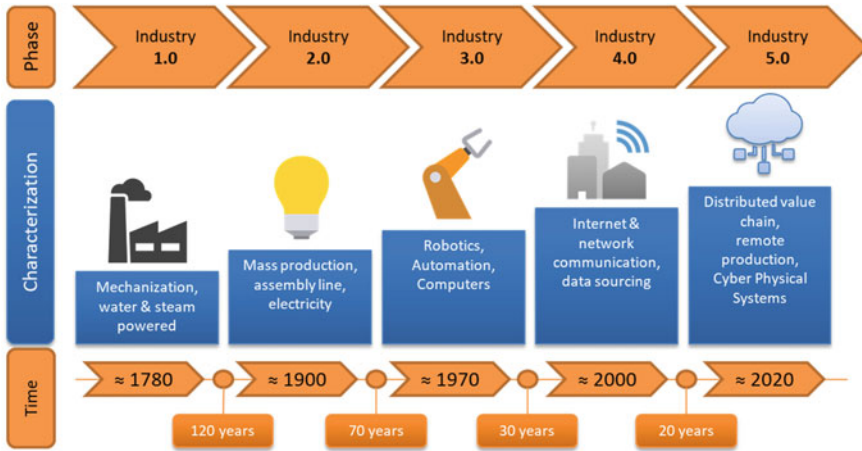 Phase
Industry
1.0
Industry
2.0
Industry
3.0
Industry
4.0
Industry
5.0
Characterization
Mechanization,
water & steam
powered
Mass production,
assembly line,
electricity
Robotics,
Automation,
Computers
Internet &
network
communication,
data sourcing
Distributed value
chain,
remote
production,
Cyber Physical
Systems
Time
≈ 1780
≈ 1900
≈ 1970
≈ 2000
≈ 2020
120 years
70 years
30 years
20 years